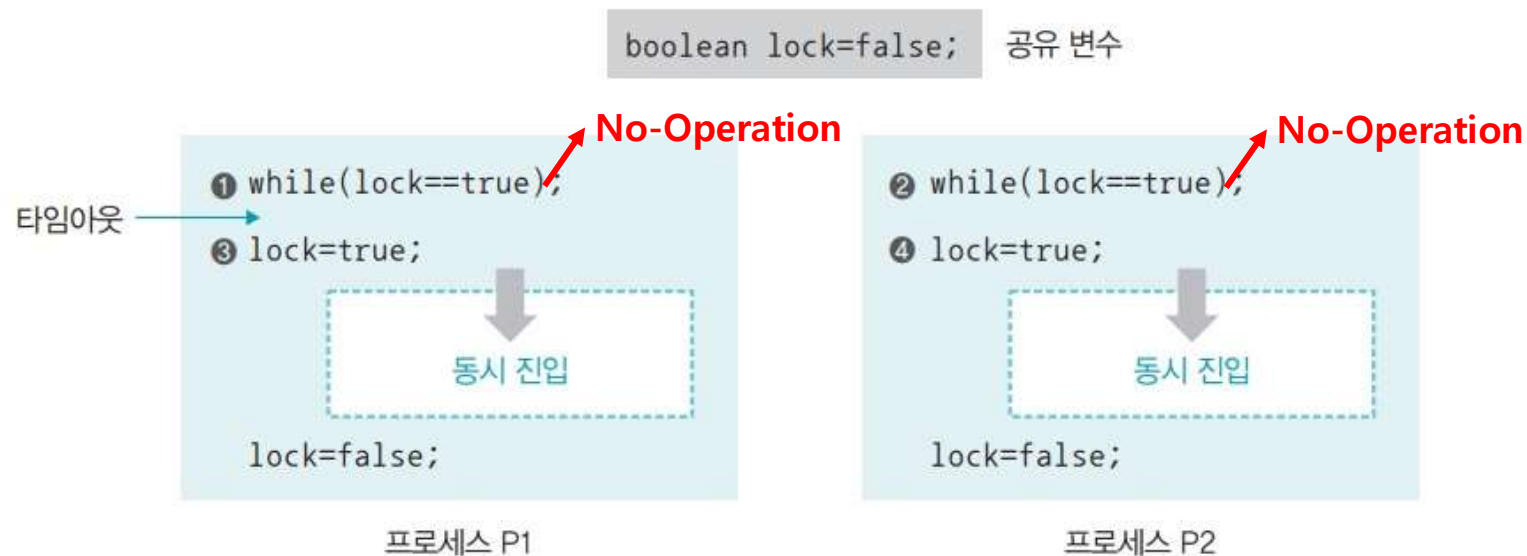 boolean lock=false; 공유 변수
No-Operation
No-Operation
❶ while(lock==true);
❷ while(lock==true);
타임아웃
❸ lock=true;
❹ lock=true;
동시 진입
동시 진입
lock=false;
lock=false;
프로세스 P1
프로세스 P2